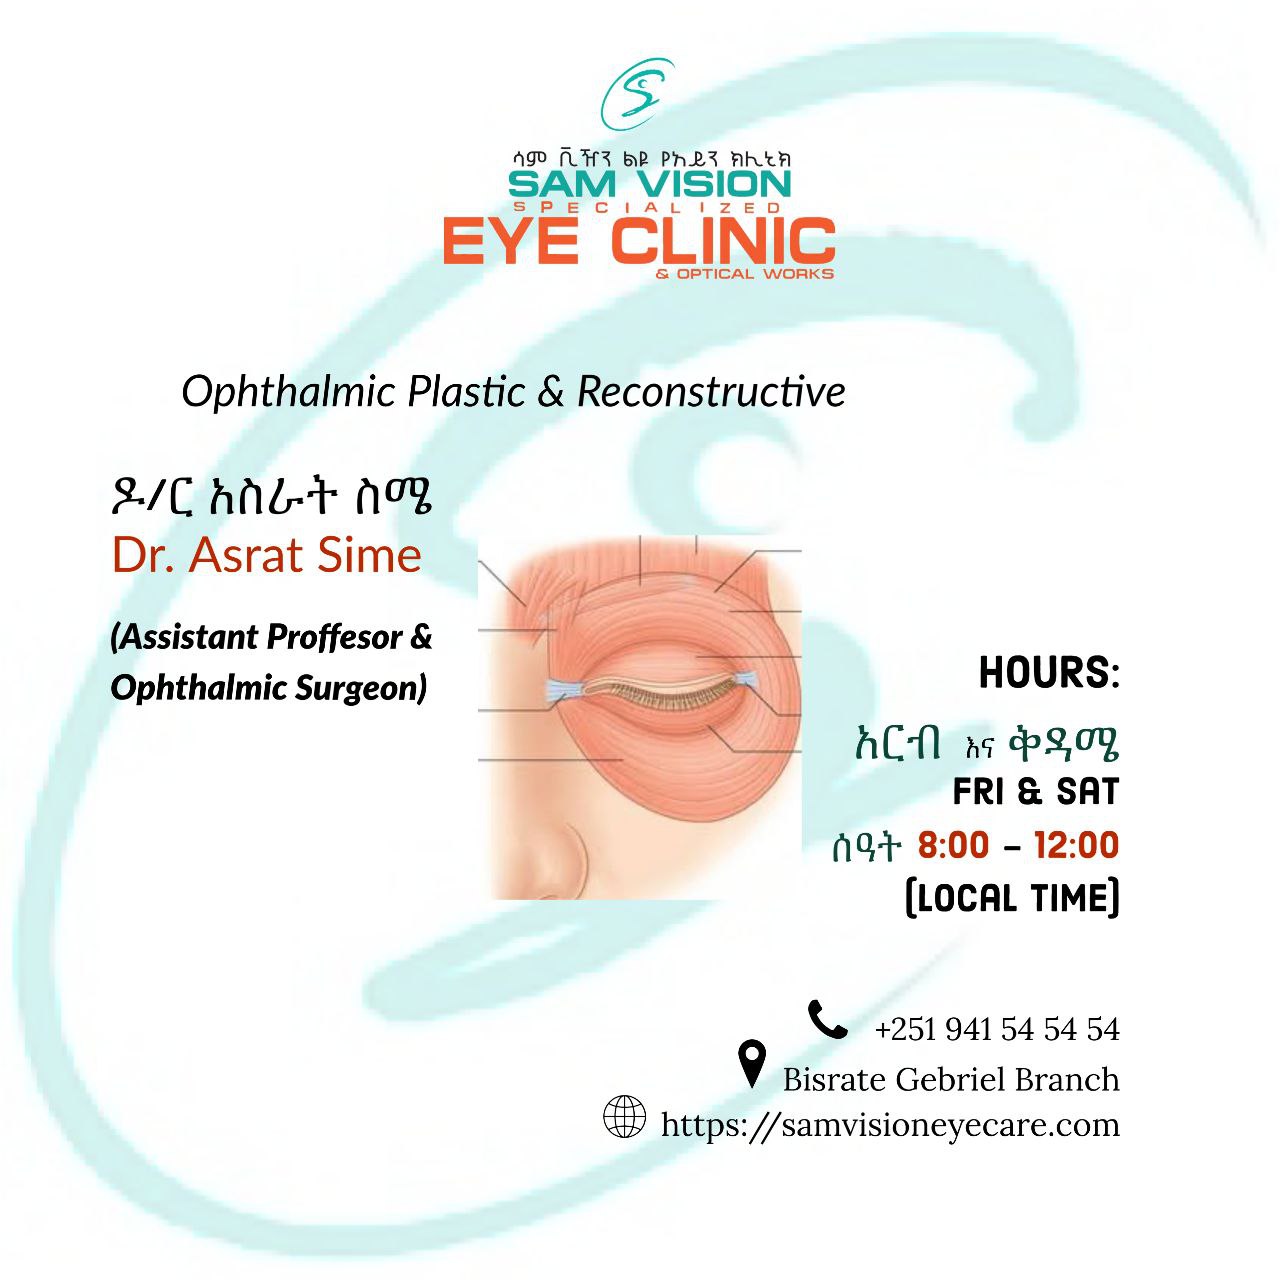 ሳም ቪዥን ልዩ የአይን ክሊኒክ
SAM VISION
SPECIALIZED
EYE CLINIC
& OPTICAL WORKS
Ophthalmic Plastic & Reconstructive
ዶ/ር አስራት ስሜ
Dr. Asrat Sime
(Assistant Proffesor &
Ophthalmic Surgeon)
HOURS:
አርብ እና ቅዳሜ
FRI & SAT
ሰዓት 8:00 – 12:00
(LOCAL TIME)
+251 941 54 54 54
Bisrate Gebriel Branch
https://samvisioneyecare.com